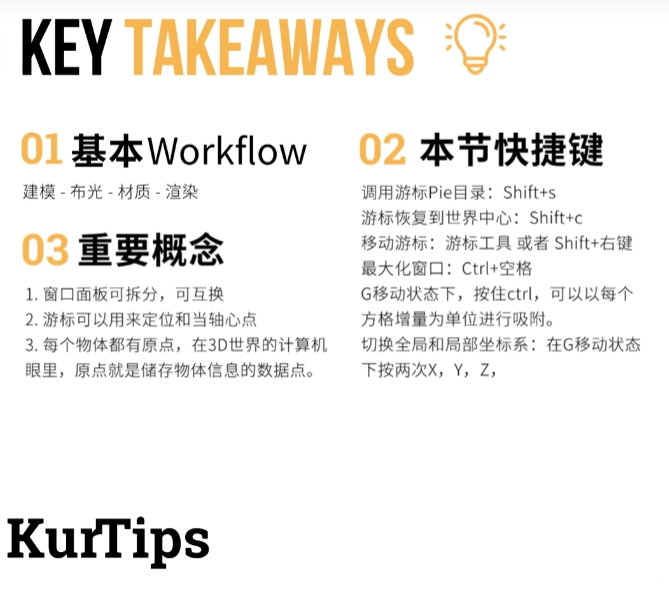 KEY TAKEAWAYS
01 基本Workflow
建模 - 布光 - 材质 - 渲染
03 重要概念
1. 窗口面板可拆分，可互换
2. 游标可以用来定位和当轴心点
3. 每个物体都有原点，在3D世界的计算机
眼里，原点就是储存物体信息的数据点。
02 本节快捷键
调用游标Pie目录：Shift+s
游标恢复到世界中心：Shift+c
移动游标：游标工具 或者 Shift+右键
最大化窗口：Ctrl+空格
G移动状态下，按住ctrl，可以以每个
方格增量为单位进行吸附。
切换全局和局部坐标系：在G移动状态
下按两次X，Y，Z，
KurTips